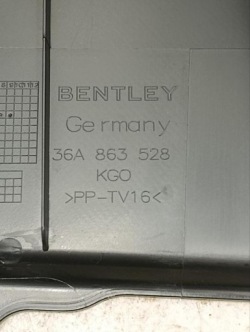 BENTLEY
Germany
36A 863 528
KGO
>PP-TV16<